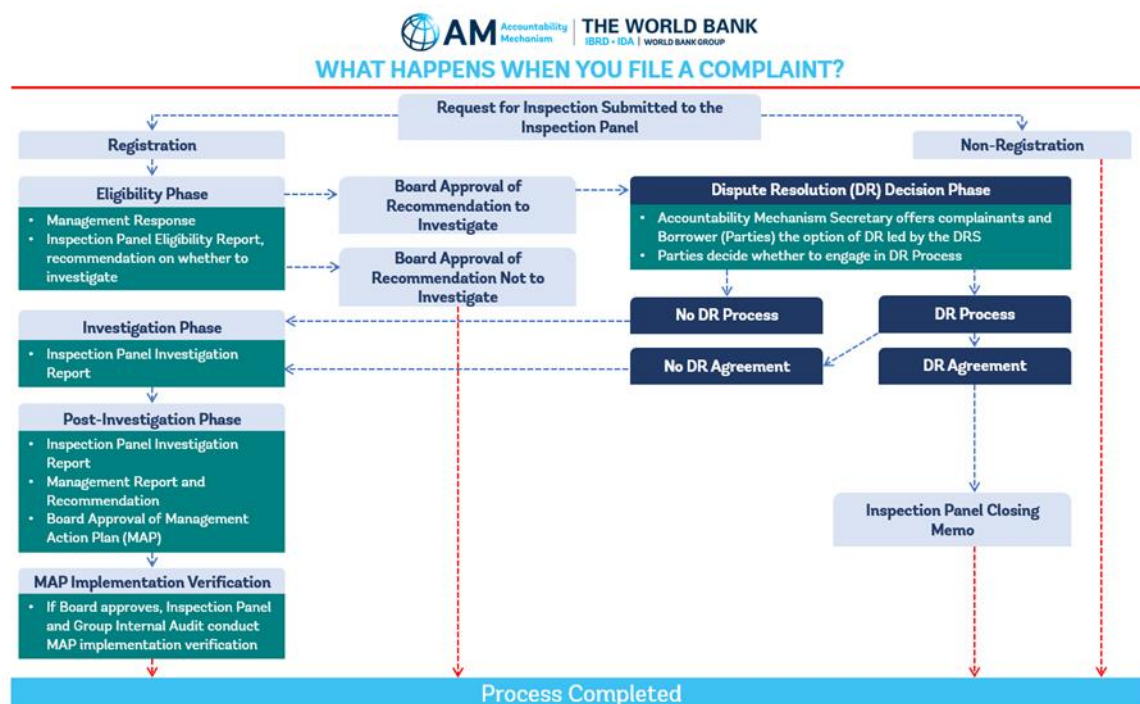 AM Accountability
Mechanism
THE WORLD BANK
IBRD • IDA | WORLD BANK GROUP
WHAT HAPPENS WHEN YOU FILE A COMPLAINT?
Request for Inspection Submitted to the
Inspection Panel
Registration
Non-Registration
Eligibility Phase
• Management Response
• Inspection Panel Eligibility Report,
recommendation on whether to
investigate
Board Approval of
Recommendation to
Investigate
Board Approval of
Recommendation Not to
Investigate
Dispute Resolution (DR) Decision Phase
• Accountability Mechanism Secretary offers complainants and
Borrower (Parties) the option of DR led by the DRS
• Parties decide whether to engage in DR Process
No DR Process
DR Process
No DR Agreement
DR Agreement
Investigation Phase
• Inspection Panel Investigation
Report
Post-Investigation Phase
• Inspection Panel Investigation
Report
• Management Report and
Recommendation
• Board Approval of Management
Action Plan (MAP)
Inspection Panel Closing
Memo
MAP Implementation Verification
• If Board approves, Inspection Panel
and Group Internal Audit conduct
MAP implementation verification
Process Completed